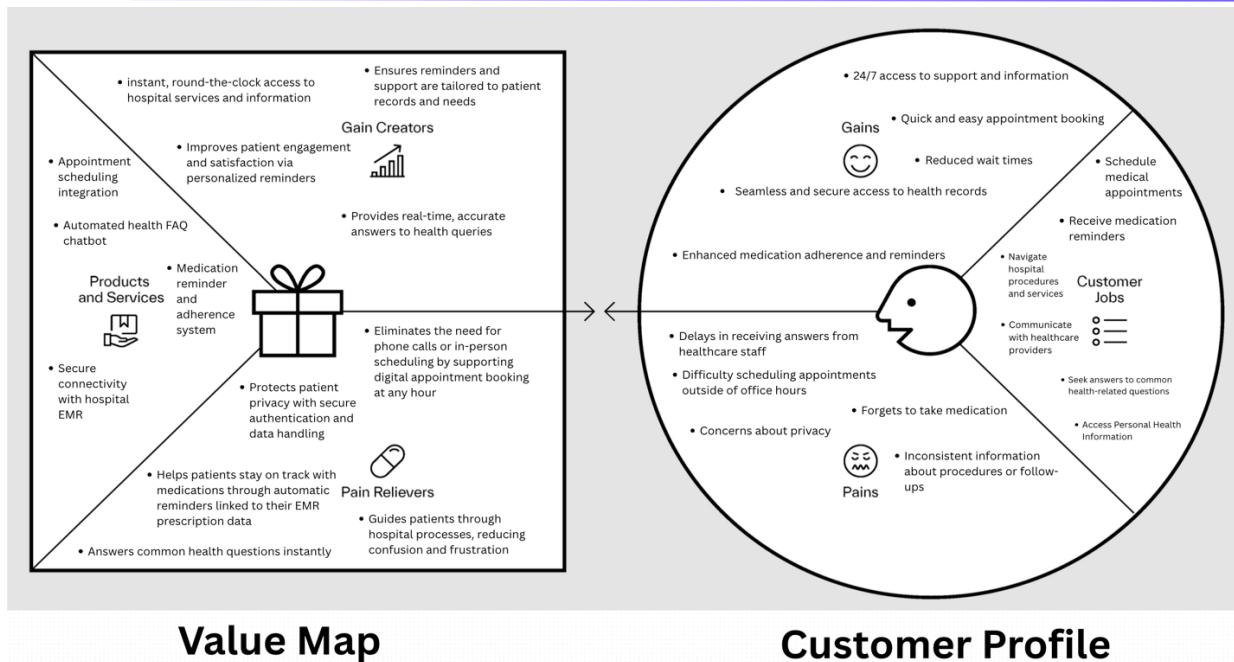 • instant, round-the-clock access to
hospital services and information
• Ensures reminders and
support are tailored to patient
records and needs
Gain Creators
• Improves patient engagement
and satisfaction via
personalized reminders
• Provides real-time, accurate
answers to health queries
• Appointment
scheduling
integration
• Automated health FAQ
chatbot
• Medication
reminder
and
adherence
system
Products
and Services
• Secure
connectivity
with hospital
EMR
• Eliminates the need for
phone calls or in-person
scheduling by supporting
digital appointment booking
at any hour
• Protects patient
privacy with secure
authentication and
data handling
• Helps patients stay on track with
medications through automatic
reminders linked to their EMR
prescription data
Pain Relievers
• Guides patients through
hospital processes, reducing
confusion and frustration
• Answers common health questions instantly
Value Map
• 24/7 access to support and information
• Quick and easy appointment booking
Gains
• Reduced wait times
• Seamless and secure access to health records
• Enhanced medication adherence and reminders
• Schedule
medical
appointments
• Receive medication
reminders
• Navigate
hospital
procedures
and services
Customer
Jobs
• Communicate
with healthcare
providers
• Seek answers to common
health-related questions
• Access Personal Health
Information
• Delays in receiving answers from
healthcare staff
• Difficulty scheduling appointments
outside of office hours
• Forgets to take medication
• Concerns about privacy
• Inconsistent information
about procedures or follow-
ups
Pains
Customer Profile